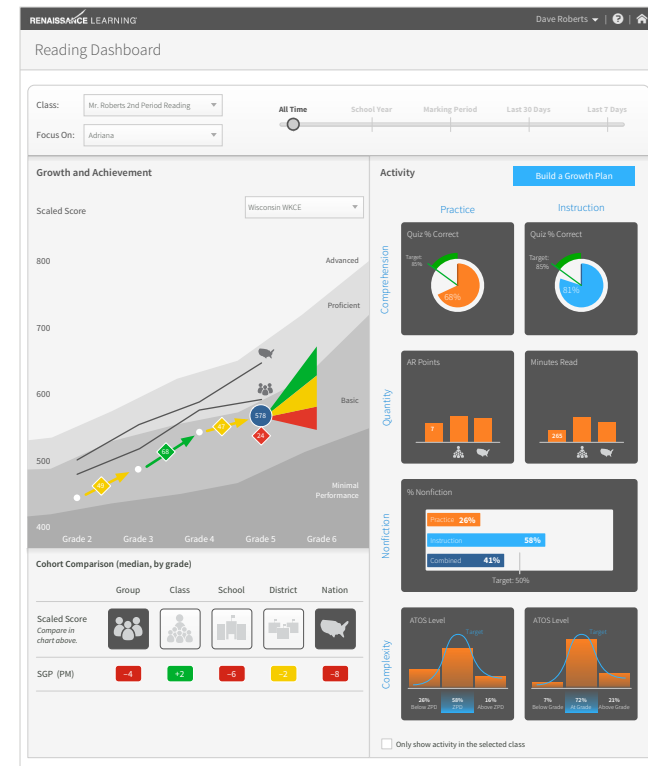 RENAISSANCE LEARNING
Dave Roberts
Reading Dashboard
Class: Mr. Roberts 2nd Period Reading
Focus On: Adriana
All Time School Year Marking Period Last 30 Days Last 7 Days
Growth and Achievement
Scaled Score
Wisconsin WKCE
800
Advanced
Proficient
700
600
Basic
578
47
24
68
500
49
Minimal
Performance
400
Grade 2 Grade 3 Grade 4 Grade 5 Grade 6
Cohort Comparison (median, by grade)
Group Class School District Nation
Scaled Score
Compare in
chart above.
SGP (PM) −4 +2 −6 −2 −8
Activity
Build a Growth Plan
Practice Instruction
Comprehension
Quiz % Correct
Target:
85%
68%
Quiz % Correct
Target:
85%
81%
Quantity
AR Points
7
Minutes Read
285
Nonfiction
% Nonfiction
Practice 26%
Instruction 58%
Combined 41%
Target: 50%
Complexity
ATOS Level
Target
26% 58% 16%
Below ZPD ZPD Above ZPD
ATOS Level
Target
7% 72% 21%
Below Grade At Grade Above Grade
Only show activity in the selected class